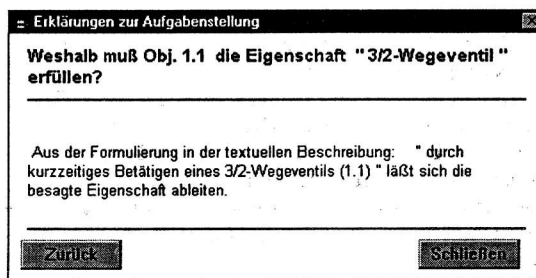 Erklärungen zur Aufgabenstellung
Weshalb muß Obj. 1.1 die Eigenschaft "3/2-Wegeventil"
erfüllen?
Aus der Formulierung in der textuellen Beschreibung: " durch
kurzzeitiges Betätigen eines 3/2-Wegeventils (1.1) " läßt sich die
besagte Eigenschaft ableiten.
Zurück
Schließen